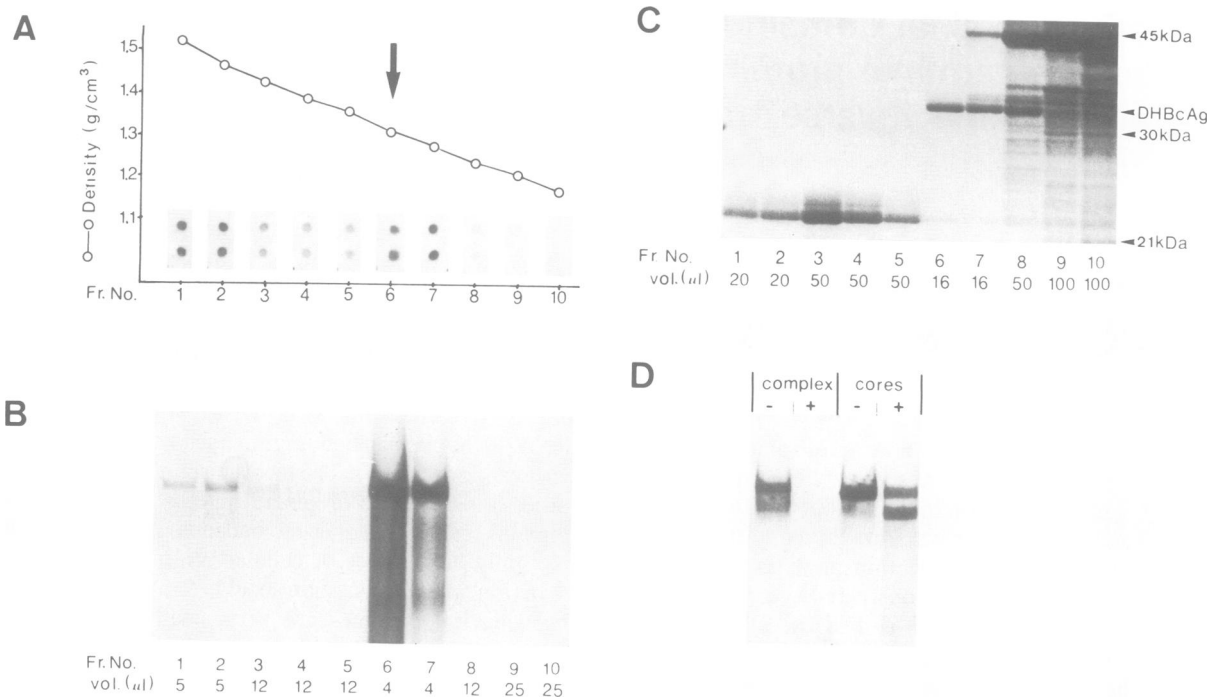 A
Density (g/cm³)
1,5
1,4
1,3
1,2
1,1
Fr. No. 1 2 3 4 5 6 7 8 9 10
B
Fr. No. 1 2 3 4 5 6 7 8 9 10
vol. (ul) 5 5 12 12 12 4 4 12 25 25
C
45kDa
DHBcAg
30kDa
21kDa
Fr. No. 1 2 3 4 5 6 7 8 9 10
vol. (ul) 20 20 50 50 50 16 16 50 100 100
D
complex cores
- + - +